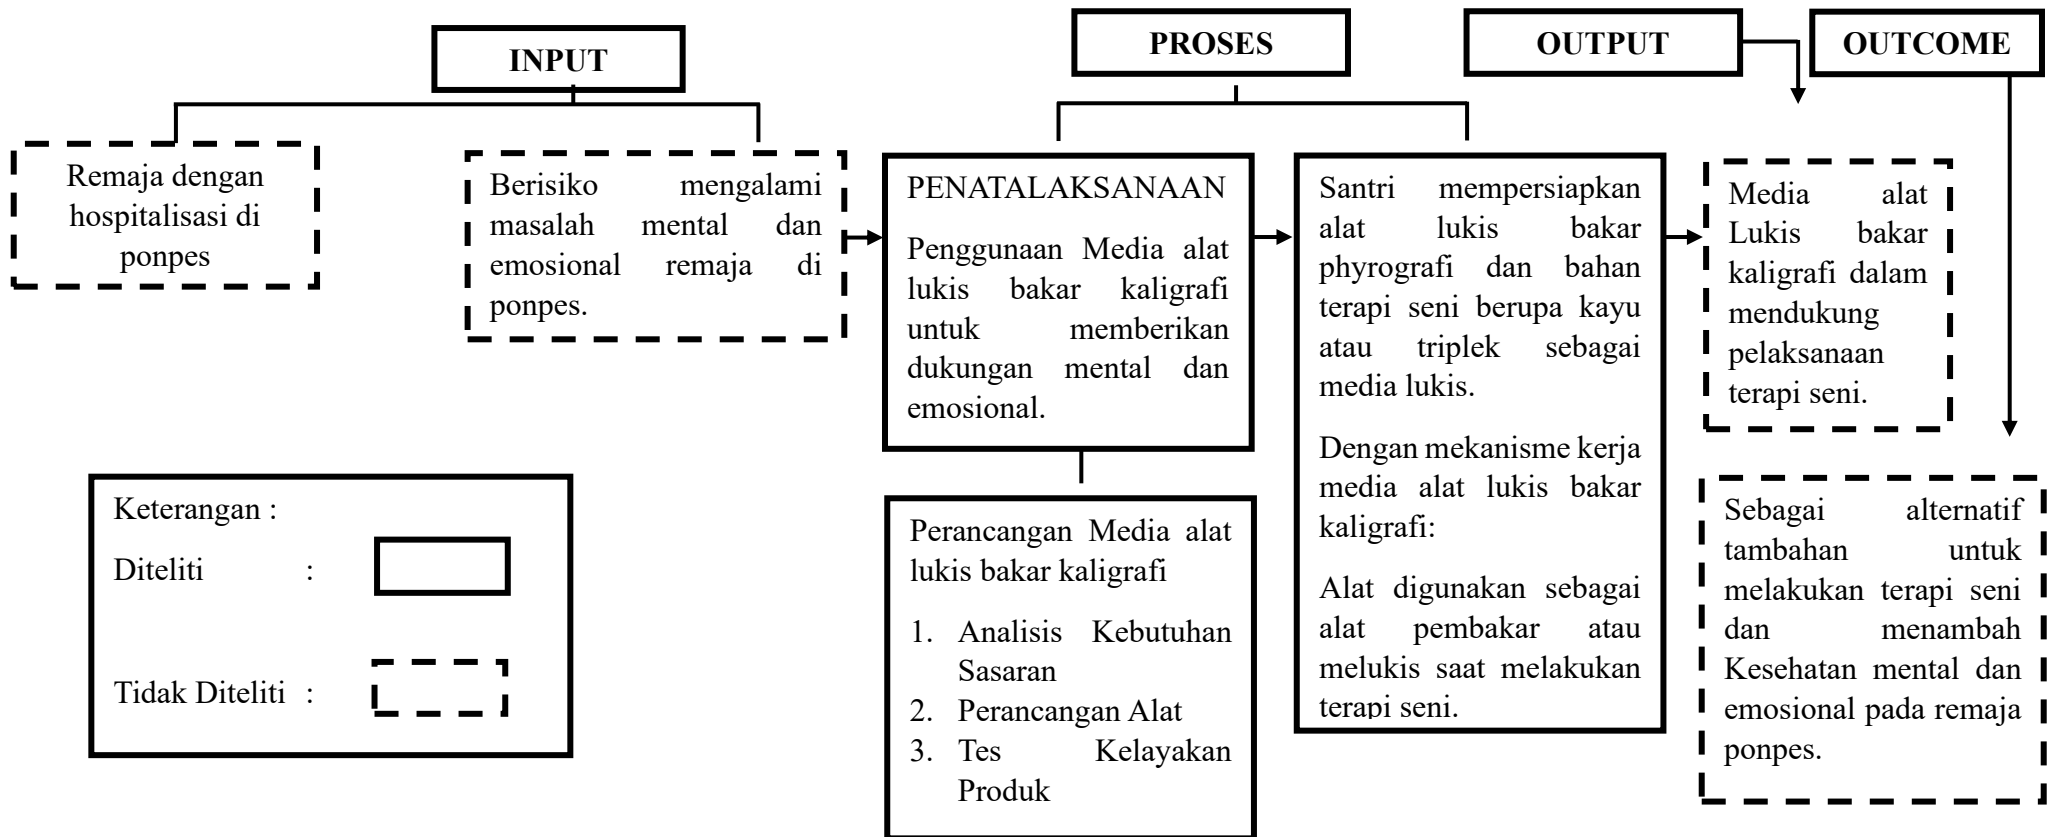 INPUT
PROSES
OUTPUT
OUTCOME
Remaja dengan
hospitalisasi di
ponpes
Berisiko mengalami
masalah mental dan
emosional remaja di
ponpes.
PENATALAKSANAAN
Penggunaan Media alat
lukis bakar kaligrafi
untuk memberikan
dukungan mental dan
emosional.
Perancangan Media alat
lukis bakar kaligrafi
1. Analisis Kebutuhan
Sasaran
2. Perancangan Alat
3. Tes Kelayakan
Produk
Santri mempersiapkan
alat lukis bakar
phyrografi dan bahan
terapi seni berupa kayu
atau triplek sebagai
media lukis.
Dengan mekanisme kerja
media alat lukis bakar
kaligrafi:
Alat digunakan sebagai
alat pembakar atau
melukis saat melakukan
terapi seni.
Media alat
Lukis bakar
kaligrafi dalam
mendukung
pelaksanaan
terapi seni.
Sebagai alternatif
tambahan untuk
melakukan terapi seni
dan menambah
Kesehatan mental dan
emosional pada remaja
ponpes.
Keterangan :
Diteliti :
Tidak Diteliti :